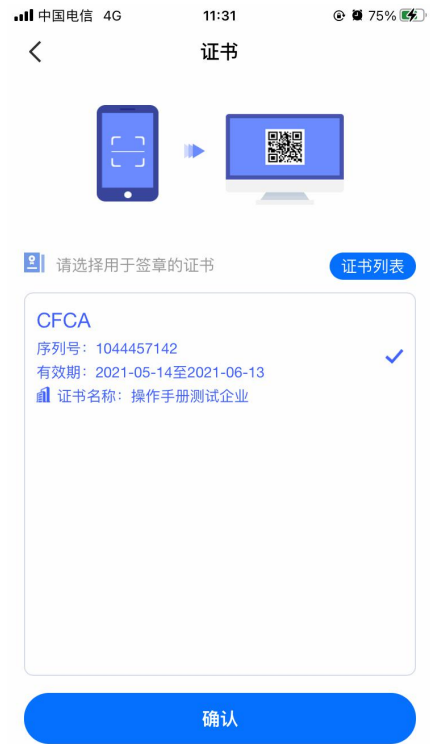 中国电信 4G 11:31 75%
证书
请选择用于签章的证书 证书列表
CFCA
序列号：1044457142
有效期：2021-05-14至2021-06-13
证书名称：操作手册测试企业
确认